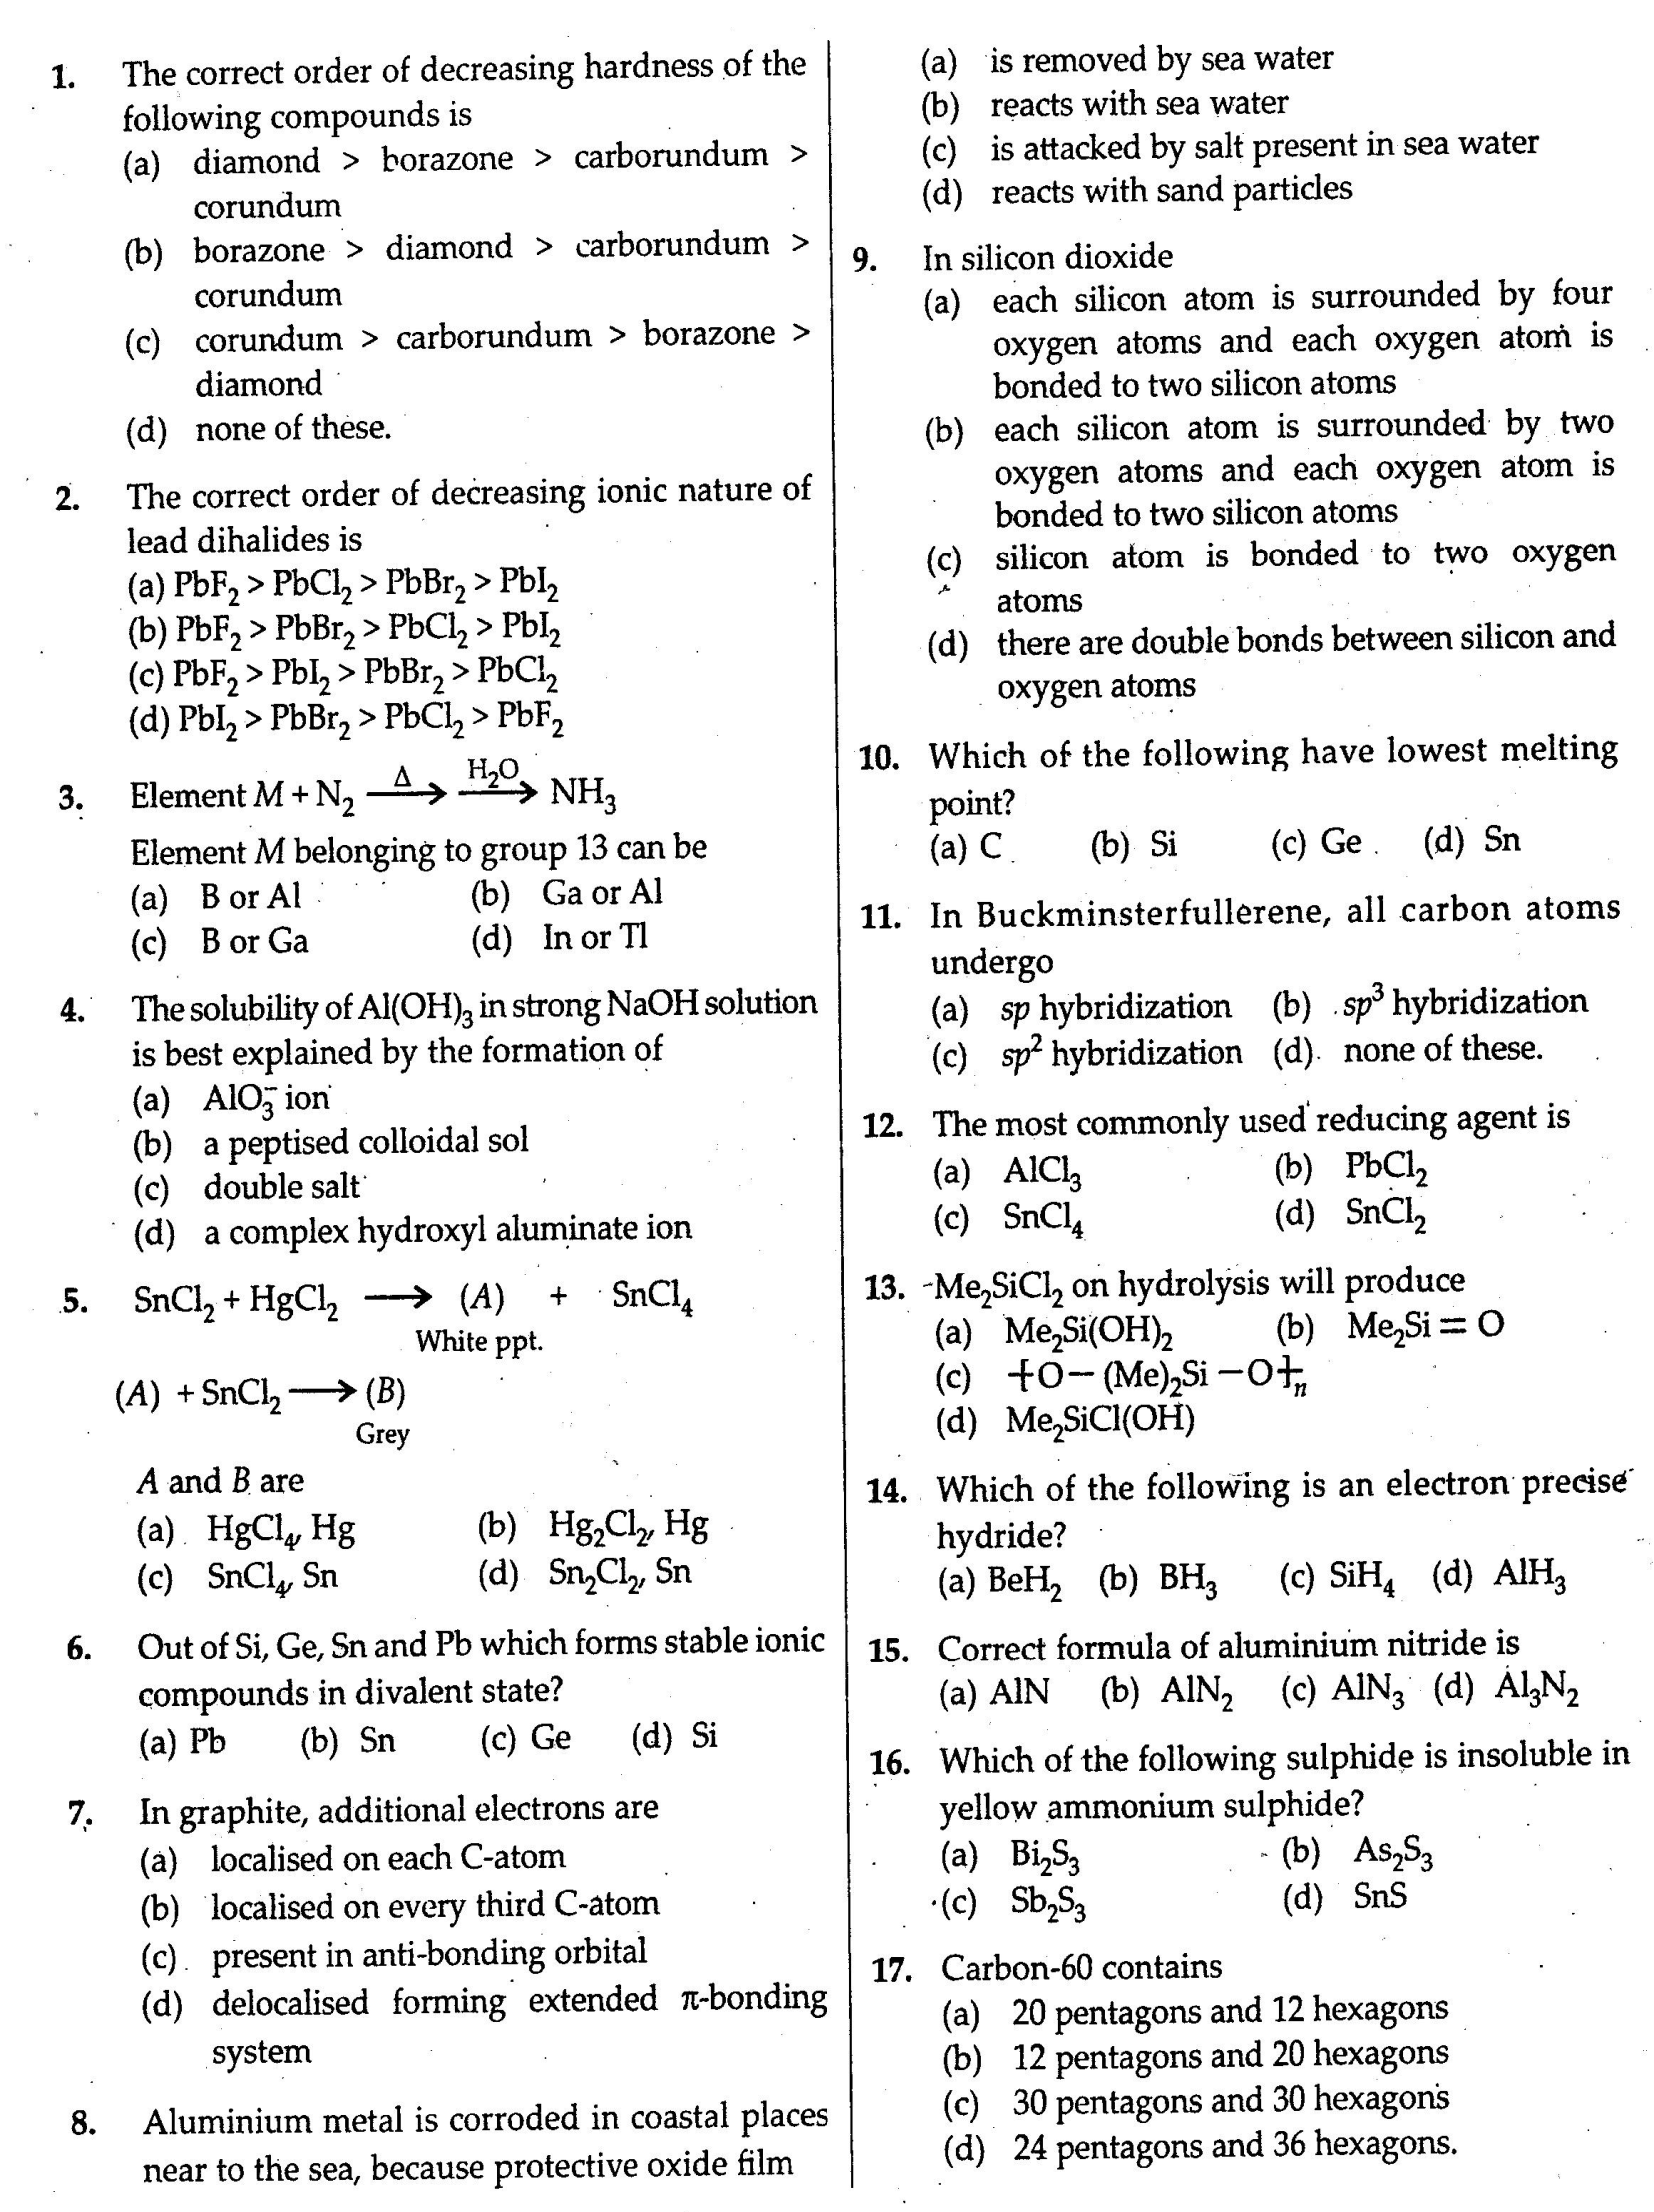 1. The correct order of decreasing hardness of the
following compounds is
(a) diamond > borazone > carborundum >
corundum
(b) borazone > diamond > carborundum >
corundum
(c) corundum > carborundum > borazone >
diamond
(d) none of these.
2. The correct order of decreasing ionic nature of
lead dihalides is
(a) PbF₂ > PbCl₂ > PbBr₂ > PbI₂
(b) PbF₂ > PbBr₂ > PbCl₂ > PbI₂
(c) PbF₂ > PbI₂ > PbBr₂ > PbCl₂
(d) PbI₂ > PbBr₂ > PbCl₂ > PbF₂
3. Element M + N₂ —Δ→ —H₂O→ NH₃
Element M belonging to group 13 can be
(a) B or Al (b) Ga or Al
(c) B or Ga (d) In or Tl
4. The solubility of Al(OH)₃ in strong NaOH solution
is best explained by the formation of
(a) AlO₃⁻ ion
(b) a peptised colloidal sol
(c) double salt
(d) a complex hydroxyl aluminate ion
5. SnCl₂ + HgCl₂ ⟶ (A) + SnCl₄
White ppt.
(A) + SnCl₂ ⟶ (B)
Grey
A and B are
(a) HgCl₄, Hg (b) Hg₂Cl₂, Hg
(c) SnCl₄, Sn (d) Sn₂Cl₂, Sn
6. Out of Si, Ge, Sn and Pb which forms stable ionic
compounds in divalent state?
(a) Pb (b) Sn (c) Ge (d) Si
7. In graphite, additional electrons are
(a) localised on each C-atom
(b) localised on every third C-atom
(c) present in anti-bonding orbital
(d) delocalised forming extended π-bonding
system
8. Aluminium metal is corroded in coastal places
near to the sea, because protective oxide film
(a) is removed by sea water
(b) reacts with sea water
(c) is attacked by salt present in sea water
(d) reacts with sand particles
9. In silicon dioxide
(a) each silicon atom is surrounded by four
oxygen atoms and each oxygen atom is
bonded to two silicon atoms
(b) each silicon atom is surrounded by two
oxygen atoms and each oxygen atom is
bonded to two silicon atoms
(c) silicon atom is bonded to two oxygen
atoms
(d) there are double bonds between silicon and
oxygen atoms
10. Which of the following have lowest melting
point?
(a) C (b) Si (c) Ge (d) Sn
11. In Buckminsterfullerene, all carbon atoms
undergo
(a) sp hybridization (b) sp³ hybridization
(c) sp² hybridization (d) none of these.
12. The most commonly used reducing agent is
(a) AlCl₃ (b) PbCl₂
(c) SnCl₄ (d) SnCl₂
13. Me₂SiCl₂ on hydrolysis will produce
(a) Me₂Si(OH)₂ (b) Me₂Si = O
(c) +O – (Me)₂Si – O+ₙ
(d) Me₂SiCl(OH)
14. Which of the following is an electron precise
hydride?
(a) BeH₂ (b) BH₃ (c) SiH₄ (d) AlH₃
15. Correct formula of aluminium nitride is
(a) AlN (b) AlN₂ (c) AlN₃ (d) Al₃N₂
16. Which of the following sulphide is insoluble in
yellow ammonium sulphide?
(a) Bi₂S₃ (b) As₂S₃
(c) Sb₂S₃ (d) SnS
17. Carbon-60 contains
(a) 20 pentagons and 12 hexagons
(b) 12 pentagons and 20 hexagons
(c) 30 pentagons and 30 hexagons
(d) 24 pentagons and 36 hexagons.